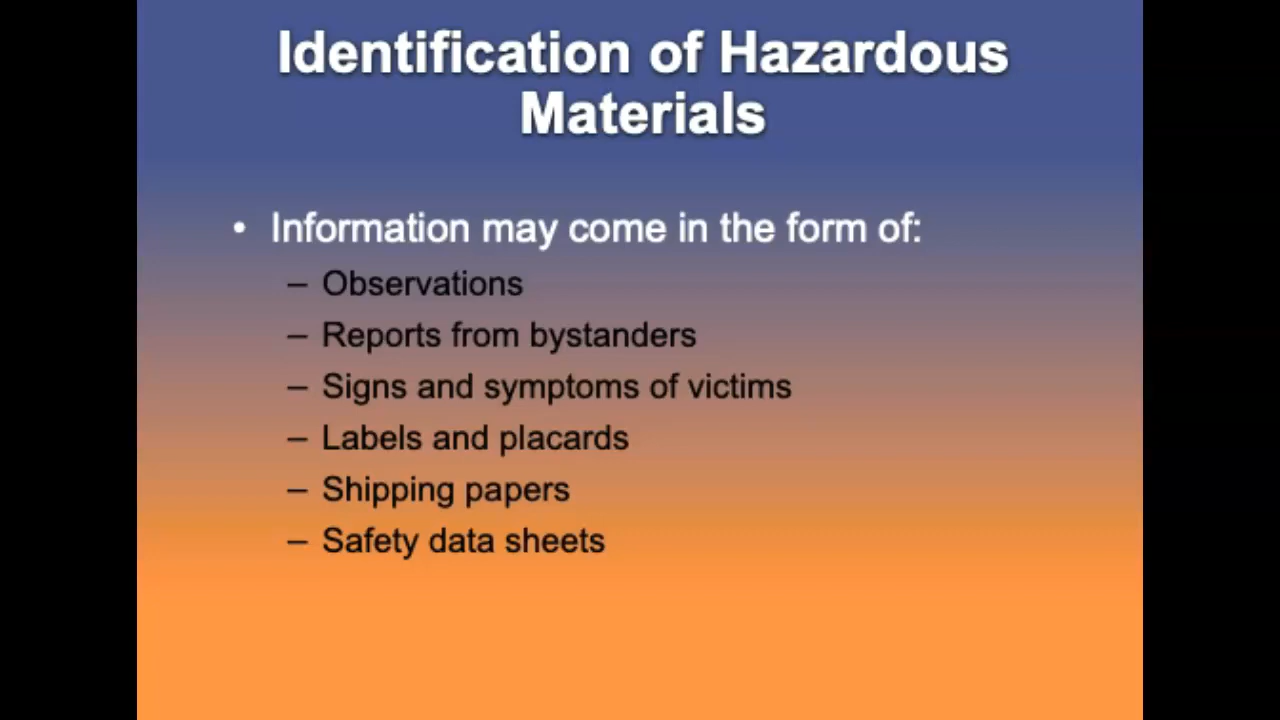 Identification of Hazardous
Materials
• Information may come in the form of:
– Observations
– Reports from bystanders
– Signs and symptoms of victims
– Labels and placards
– Shipping papers
– Safety data sheets